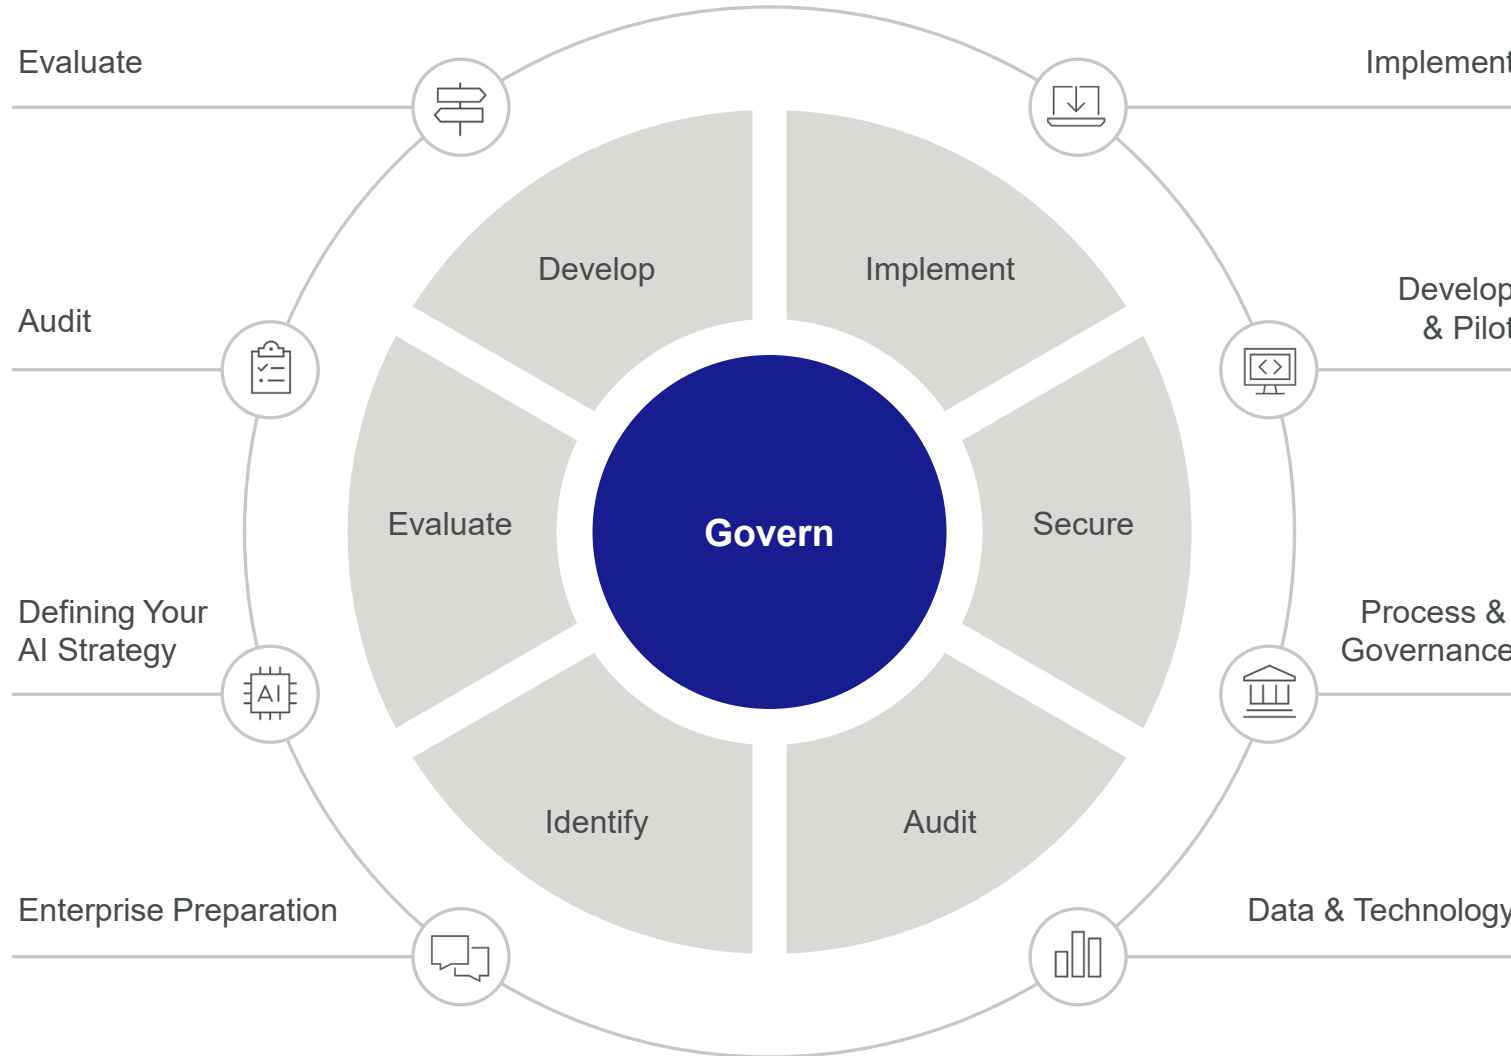 Evaluate
Implement
Develop
& Pilot
Develop
Implement
Audit
Evaluate
Govern
Secure
Defining Your
AI Strategy
AI
Process &
Governance
Identify
Audit
Enterprise Preparation
Data & Technology